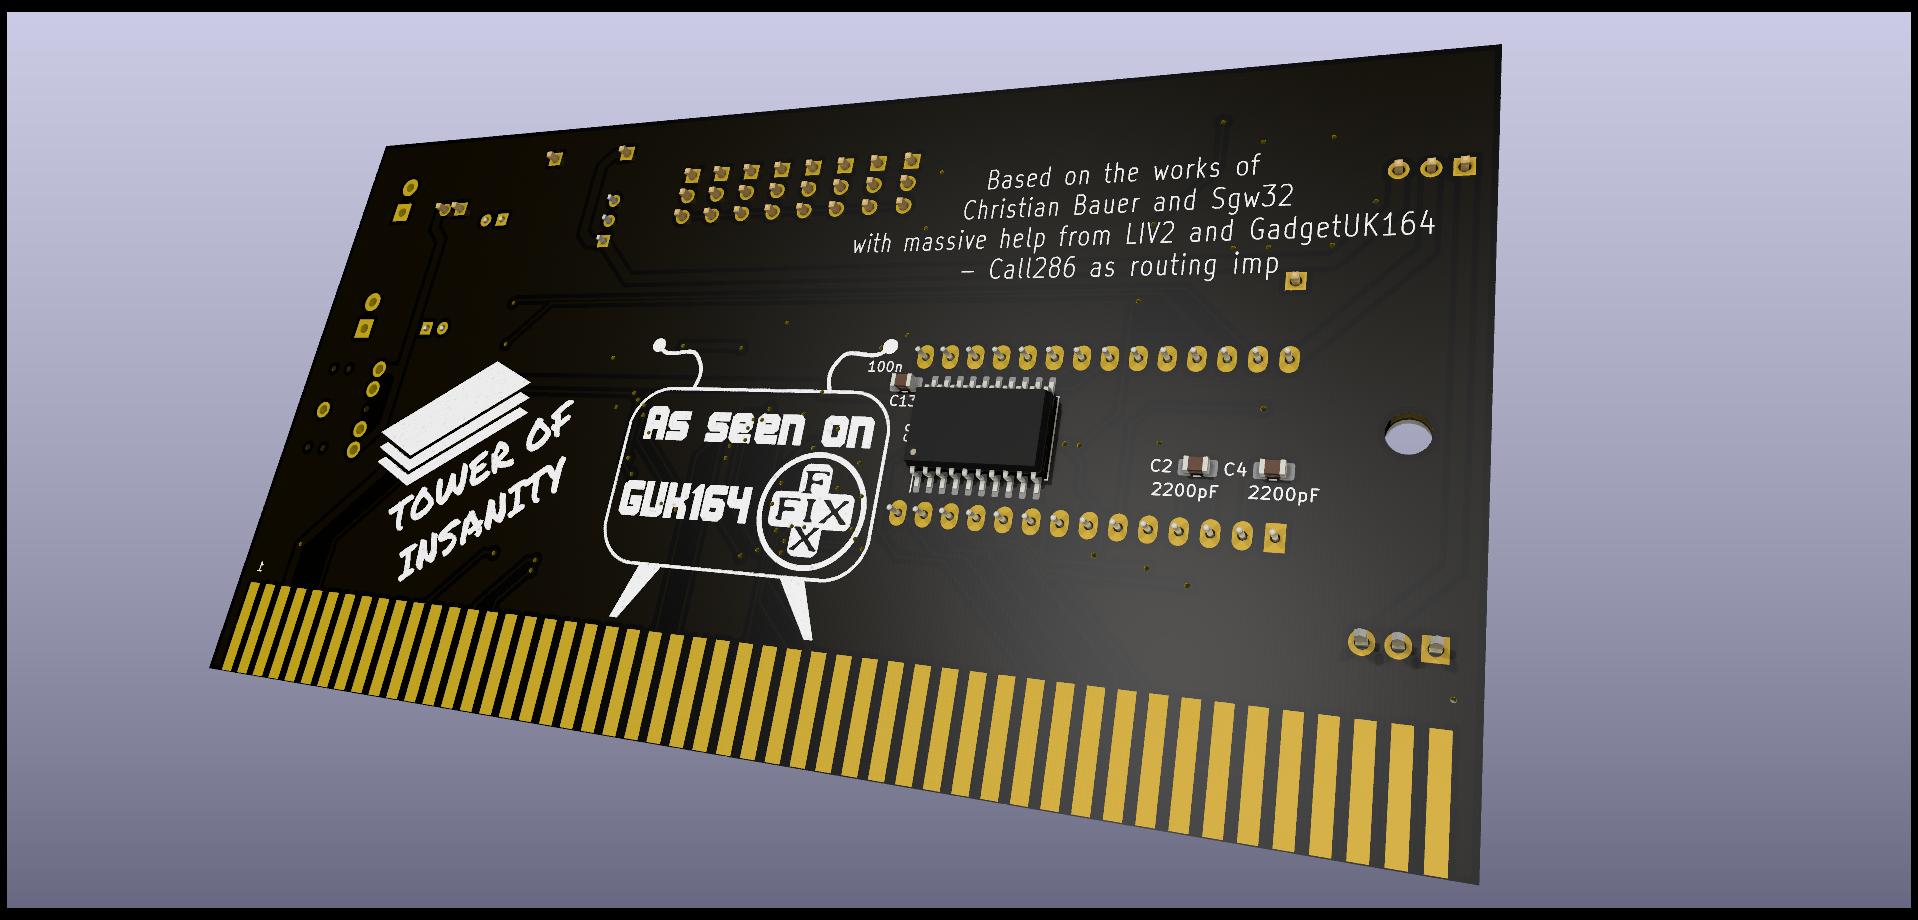 Based on the works of
Christian Bauer and Sgw32
with massive help from LIV2 and GadgetUK164
– Call286 as routing imp
100n
C13
As seen on
GUK164
F
FIX
X
TOWER OF
INSANITY
C2
C4
2200pF
2200pF
1